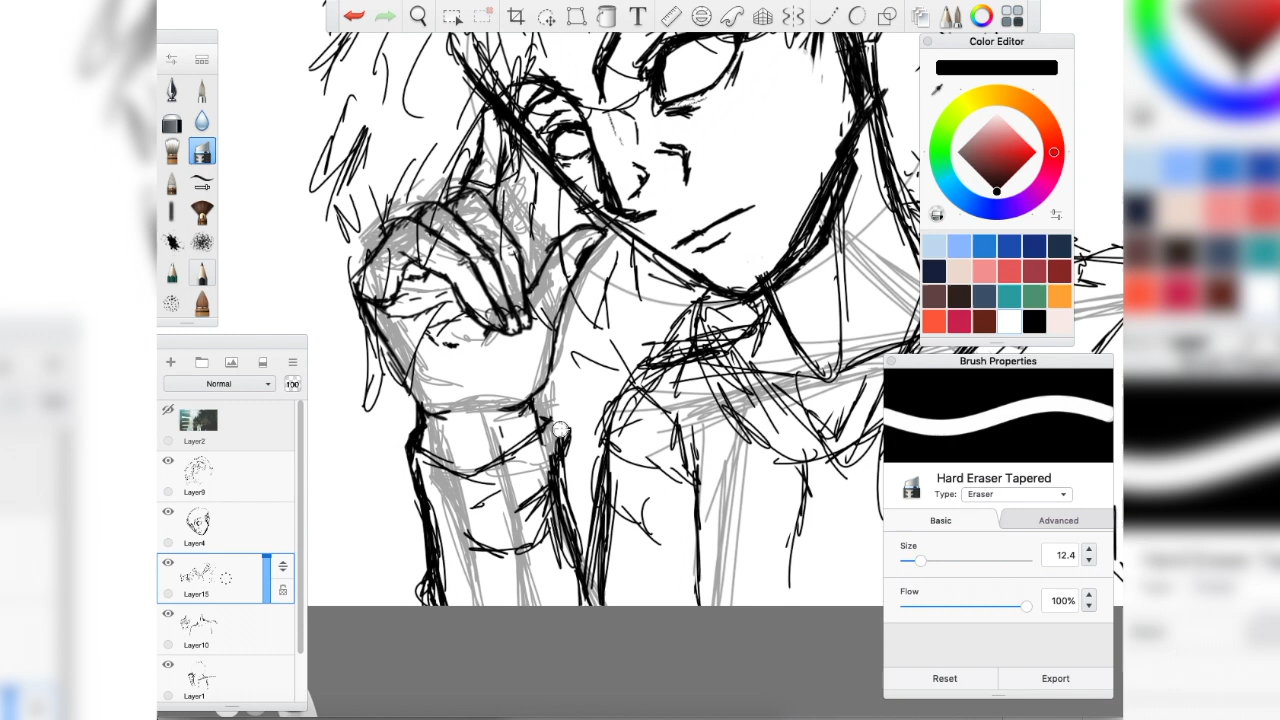 T
Color Editor
Normal
100
Layer2
Layer9
Layer4
Layer15
Layer10
Layer1
Brush Properties
Hard Eraser Tapered
Type: Eraser
Basic
Advanced
Size
12.4
Flow
100%
Reset
Export